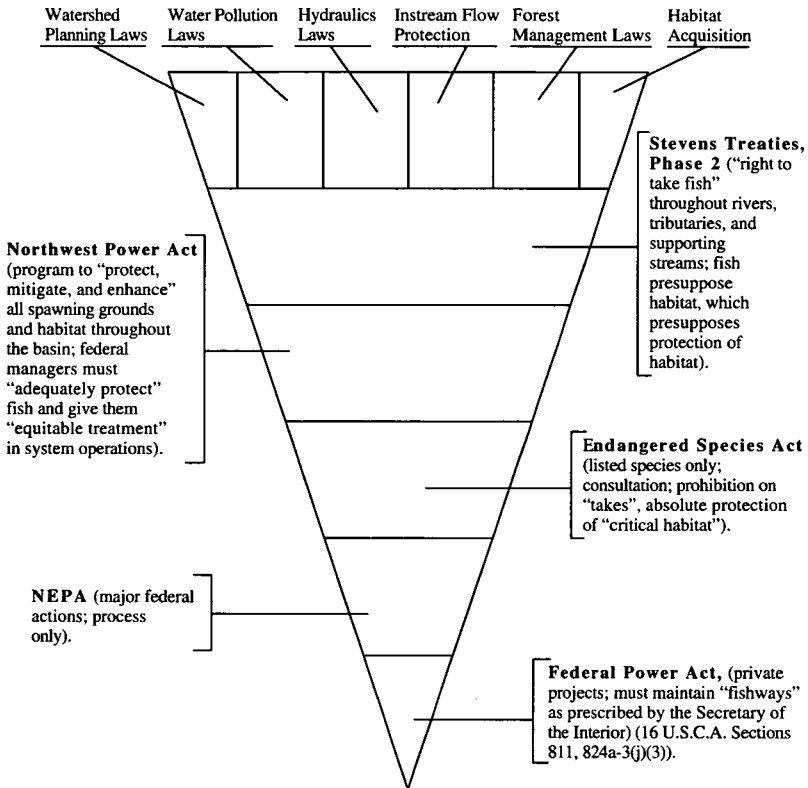 Watershed
Planning Laws
Water Pollution
Laws
Hydraulics
Laws
Instream Flow
Protection
Forest
Management Laws
Habitat
Acquisition
Stevens Treaties,
Phase 2 (“right to
take fish”
throughout rivers,
tributaries, and
supporting
streams; fish
presuppose
habitat, which
presupposes
protection of
habitat).
Northwest Power Act
(program to “protect,
mitigate, and enhance”
all spawning grounds
and habitat throughout
the basin; federal
managers must
“adequately protect”
fish and give them
“equitable treatment”
in system operations).
Endangered Species Act
(listed species only;
consultation; prohibition on
“takes”, absolute protection
of “critical habitat”).
NEPA (major federal
actions; process
only).
Federal Power Act, (private
projects; must maintain “fishways”
as prescribed by the Secretary of
the Interior) (16 U.S.C.A. Sections
811, 824a-3(j)(3)).